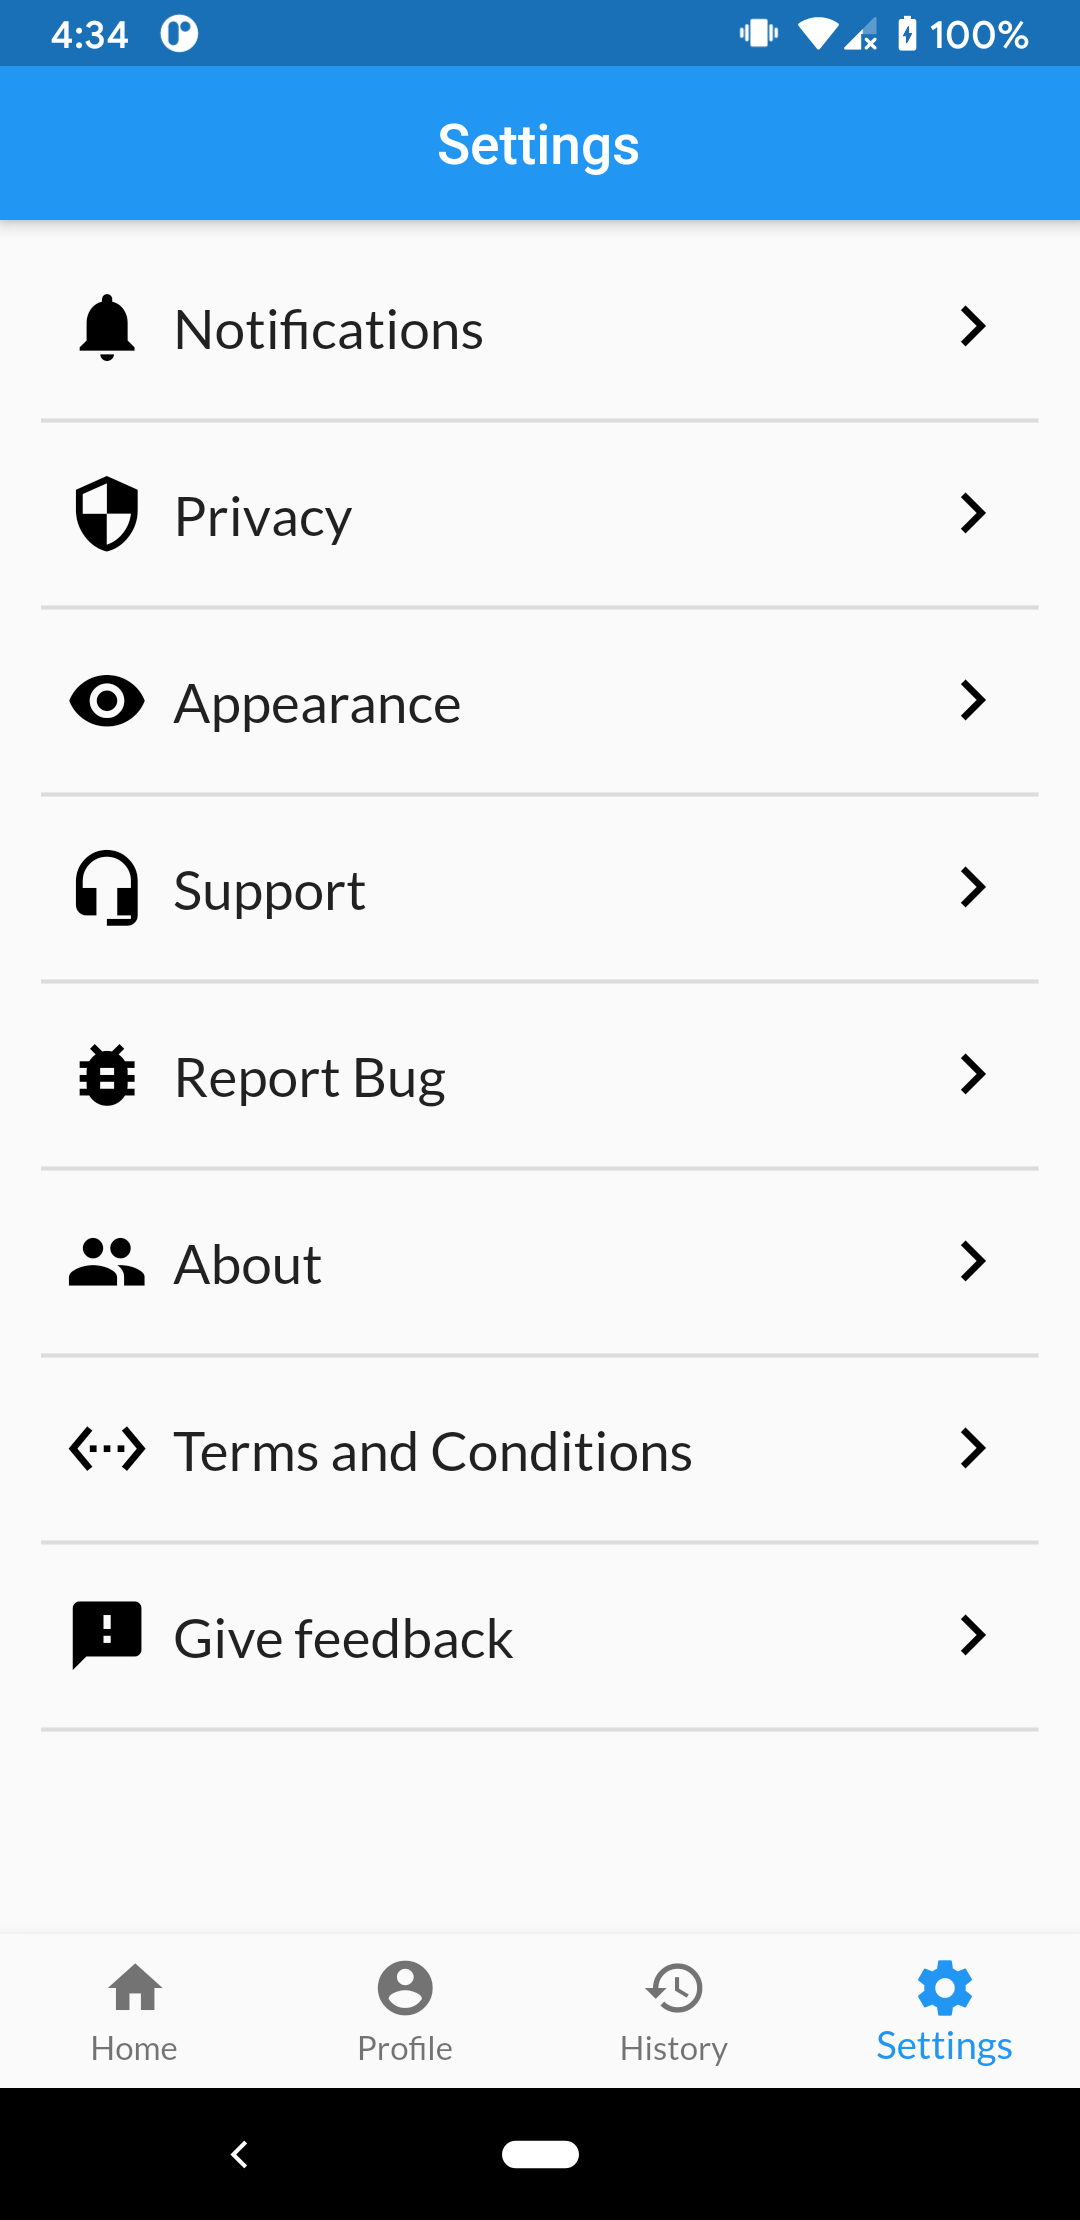 4:34 100%
Settings
Notifications
Privacy
Appearance
Support
Report Bug
About
Terms and Conditions
Give feedback
Home Profile History Settings